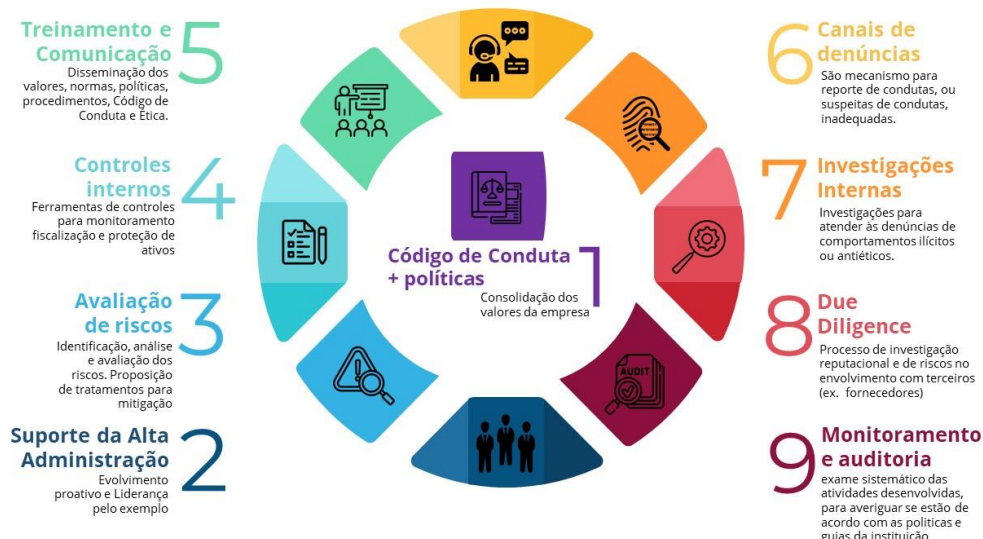 5
Treinamento e
Comunicação
Disseminação dos
valores, normas, políticas,
procedimentos, Código de
Conduta e Ética.
4
Controles
internos
Ferramentas de controles
para monitoramento
fiscalização e proteção de
ativos
3
Avaliação
de riscos
Identificação, análise
e avaliação dos
riscos. Proposição
de tratamentos para
mitigação
2
Suporte da Alta
Administração
Evolvimento
proativo e Liderança
pelo exemplo
1
Código de Conduta
+ políticas
Consolidação dos
valores da empresa
AUDIT
6
Canais de
denúncias
São mecanismo para
reporte de condutas, ou
suspeitas de condutas,
inadequadas.
7
Investigações
Internas
Investigações para
atender às denúncias de
comportamentos ilícitos
ou antiéticos.
8
Due
Diligence
Processo de investigação
reputacional e de riscos no
envolvimento com terceiros
(ex. fornecedores)
9
Monitoramento
e auditoria
exame sistemático das
atividades desenvolvidas,
para averiguar se estão de
acordo com as politicas e
guias da instituição